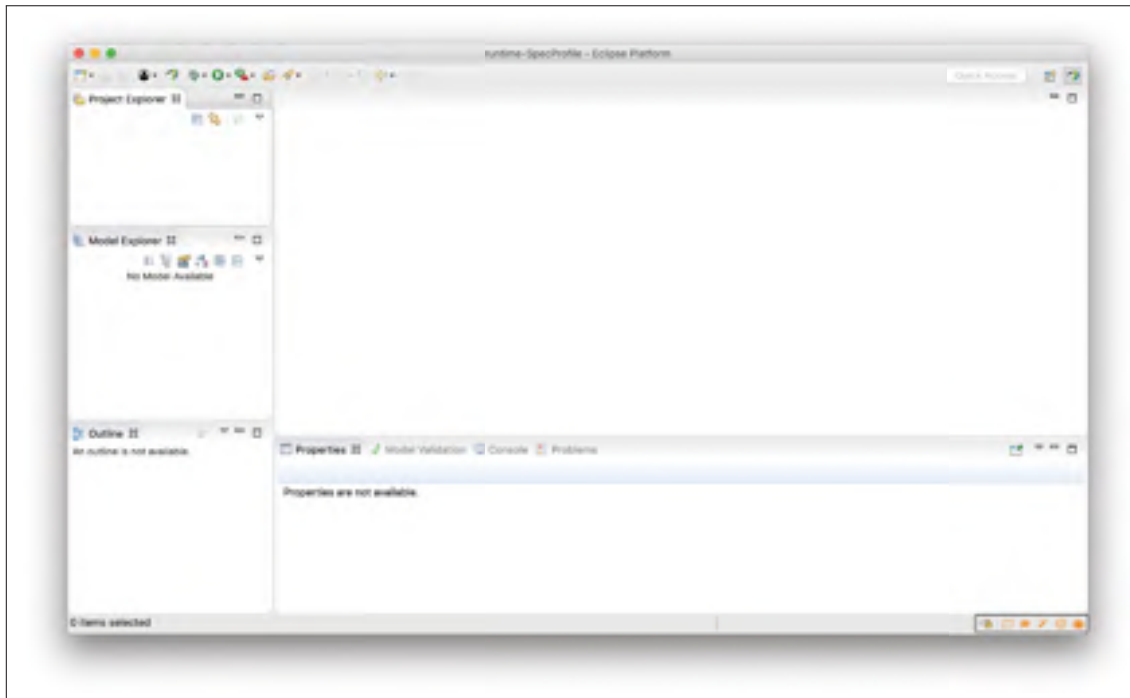 runtime-SpecProfile - Eclipse Platform
Quick Access
Project Explorer
Model Explorer
No Model Available
Outline
An outline is not available.
Properties Model Validation Console Problems
Properties are not available.
0 items selected